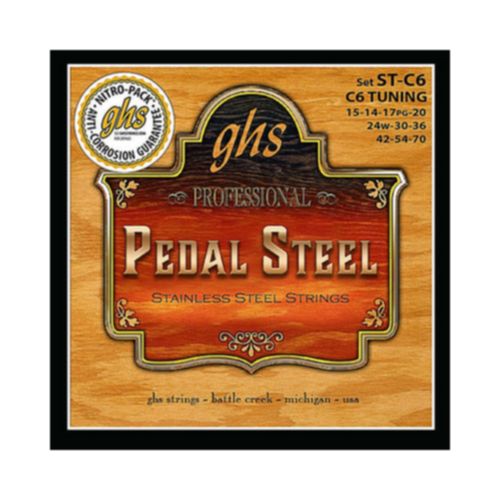 NITRO-PACK
ANTI-CORROSION GUARANTEE
ghs
Set ST-C6
C6 TUNING
15-14-17PG-20
24W-30-36
42-54-70
ghs
PROFESSIONAL
PEDAL STEEL
STAINLESS STEEL STRINGS
ghs strings - battle creek - michigan - usa